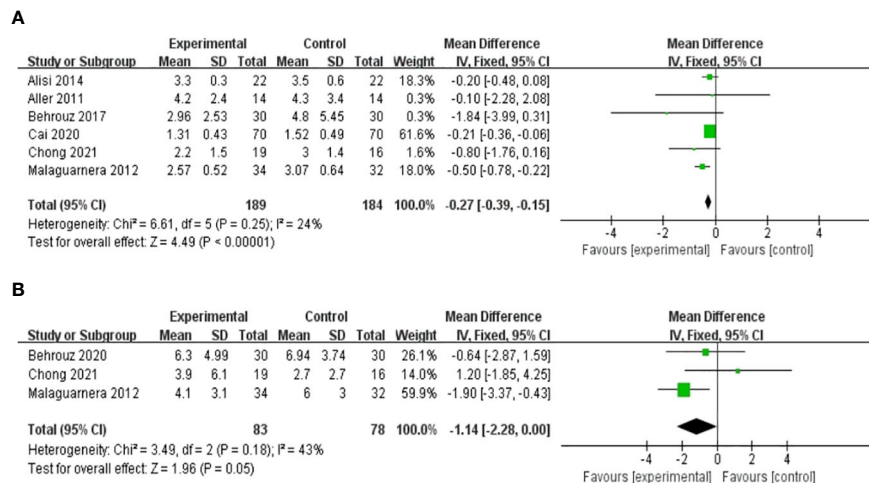 A
Experimental Control Mean Difference Mean Difference
Study or Subgroup Mean SD Total Mean SD Total Weight IV, Fixed, 95% CI IV, Fixed, 95% CI
Alisi 2014 3.3 0.3 22 3.5 0.6 22 18.3% -0.20 [-0.48, 0.08]
Aller 2011 4.2 2.4 14 4.3 3.4 14 0.3% -0.10 [-2.28, 2.08]
Behrouz 2017 2.96 2.53 30 4.8 5.45 30 0.3% -1.84 [-3.99, 0.31]
Cai 2020 1.31 0.43 70 1.52 0.49 70 61.6% -0.21 [-0.36, -0.06]
Chong 2021 2.2 1.5 19 3 1.4 16 1.6% -0.80 [-1.76, 0.16]
Malaguarnera 2012 2.57 0.52 34 3.07 0.64 32 18.0% -0.50 [-0.78, -0.22]
Total (95% CI) 189 184 100.0% -0.27 [-0.39, -0.15]
Heterogeneity: Chi² = 6.61, df = 5 (P = 0.25); I² = 24%
Test for overall effect: Z = 4.49 (P < 0.00001)
-4 -2 0 2 4
Favours [experimental] Favours [control]
B
Experimental Control Mean Difference Mean Difference
Study or Subgroup Mean SD Total Mean SD Total Weight IV, Fixed, 95% CI IV, Fixed, 95% CI
Behrouz 2020 6.3 4.99 30 6.94 3.74 30 26.1% -0.64 [-2.87, 1.59]
Chong 2021 3.9 6.1 19 2.7 2.7 16 14.0% 1.20 [-1.85, 4.25]
Malaguarnera 2012 4.1 3.1 34 6 3 32 59.9% -1.90 [-3.37, -0.43]
Total (95% CI) 83 78 100.0% -1.14 [-2.28, 0.00]
Heterogeneity: Chi² = 3.49, df = 2 (P = 0.18); I² = 43%
Test for overall effect: Z = 1.96 (P = 0.05)
-4 -2 0 2 4
Favours [experimental] Favours [control]